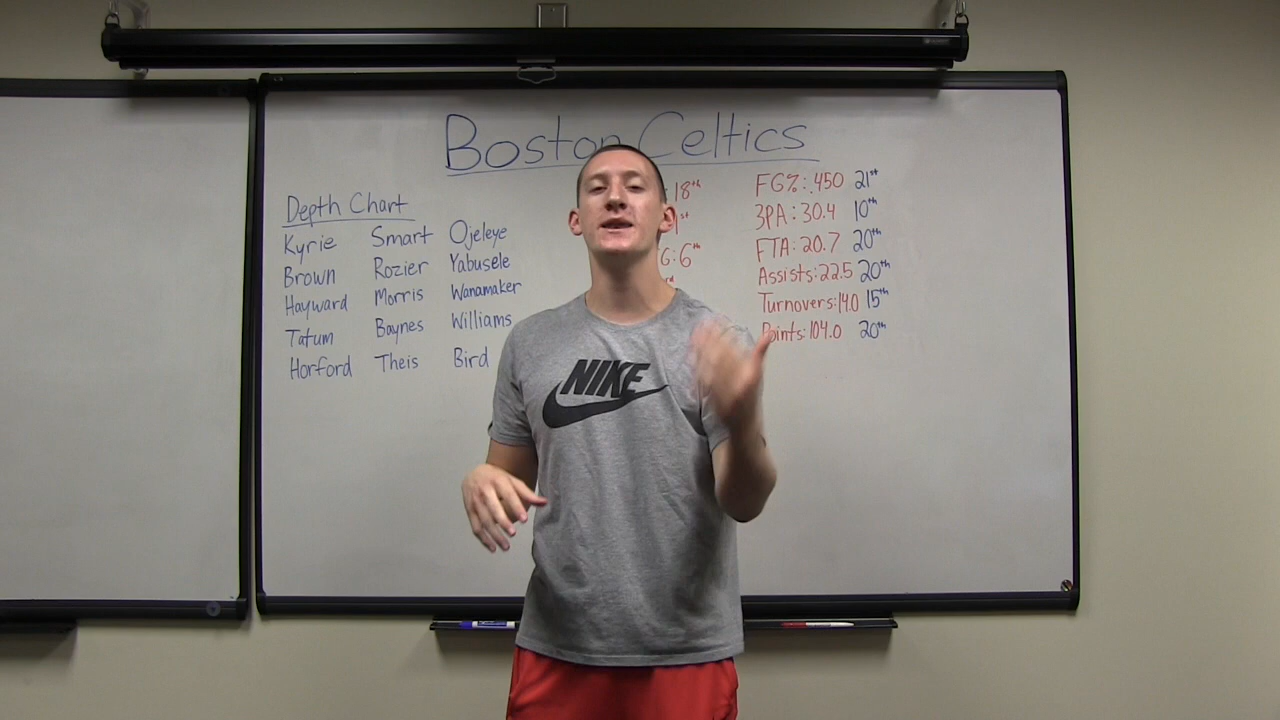 Boston Celtics
Depth Chart
Kyrie Smart Ojeleye
Brown Rozier Yabusele
Hayward Morris Wanamaker
Tatum Baynes Williams
Horford Theis Bird
18th
G: 6th
FG%: .450 21st
3PA: 30.4 10th
FTA: 20.7 20th
Assists: 22.5 20th
Turnovers: 14.0 15th
Points: 104.0 20th
NIKE